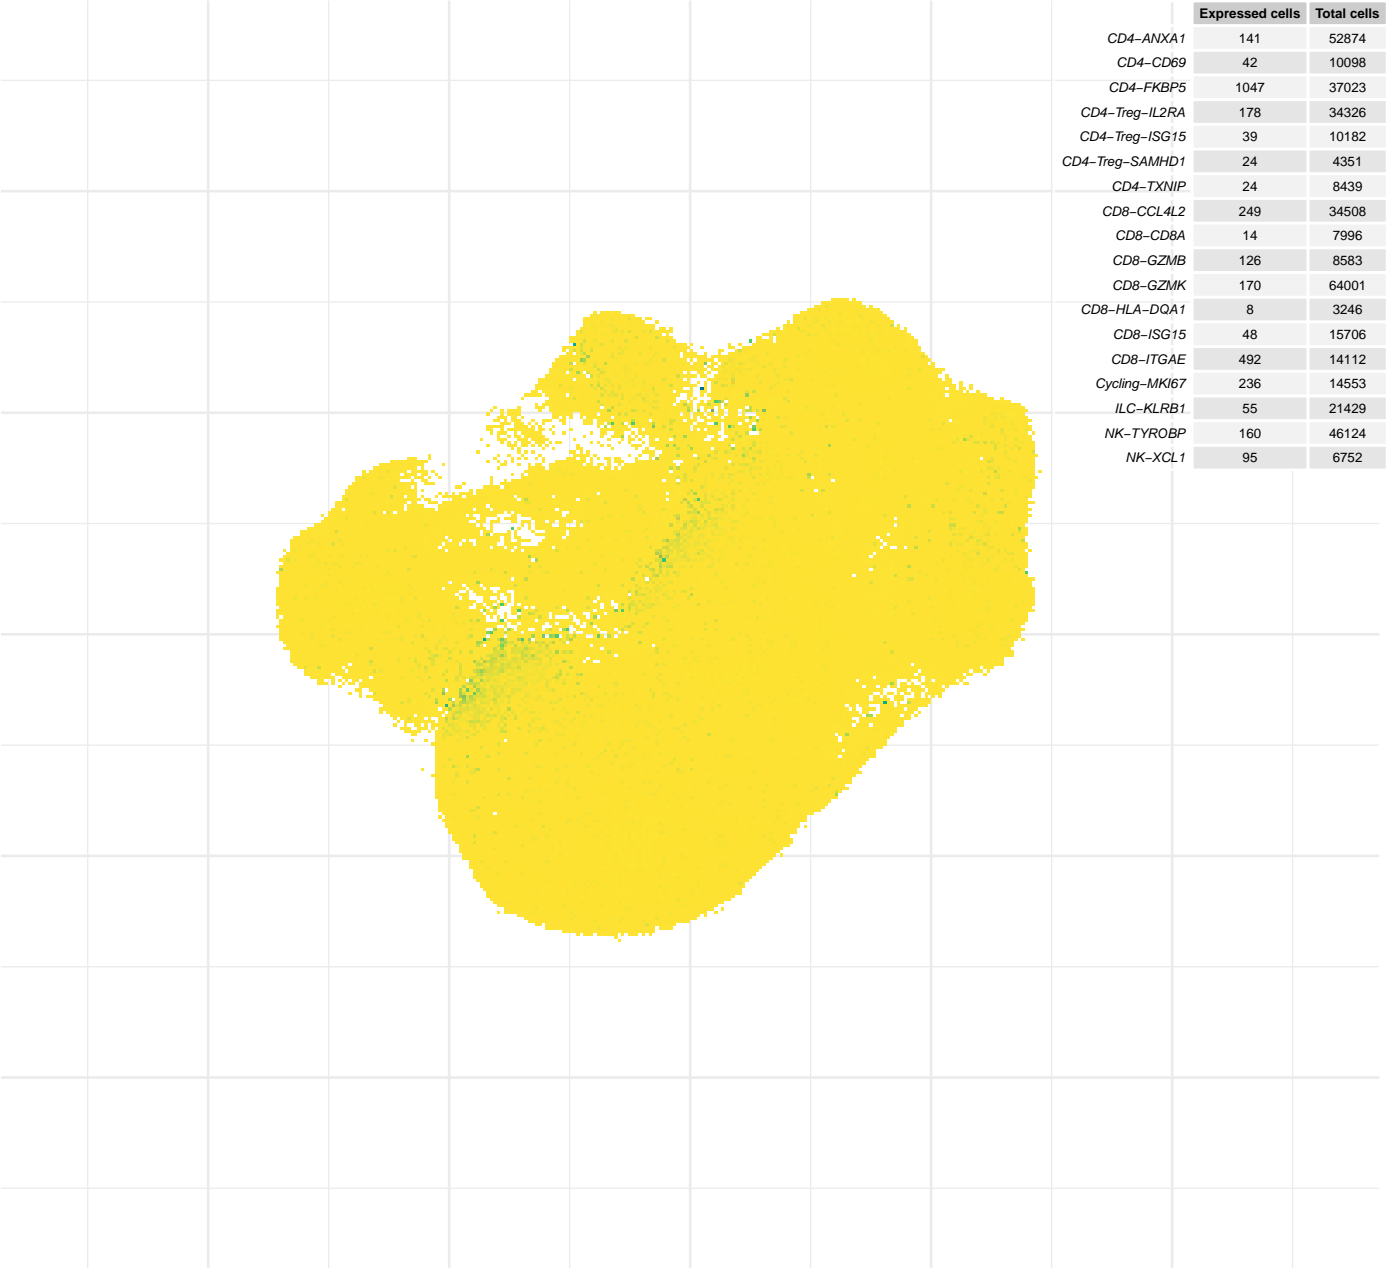 Expressed cells Total cells
CD4−ANXA1 141 52874
CD4−CD69 42 10098
CD4−FKBP5 1047 37023
CD4−Treg−IL2RA 178 34326
CD4−Treg−ISG15 39 10182
CD4−Treg−SAMHD1 24 4351
CD4−TXNIP 24 8439
CD8−CCL4L2 249 34508
CD8−CD8A 14 7996
CD8−GZMB 126 8583
CD8−GZMK 170 64001
CD8−HLA−DQA1 8 3246
CD8−ISG15 48 15706
CD8−ITGAE 492 14112
Cycling−MKI67 236 14553
ILC−KLRB1 55 21429
NK−TYROBP 160 46124
NK−XCL1 95 6752